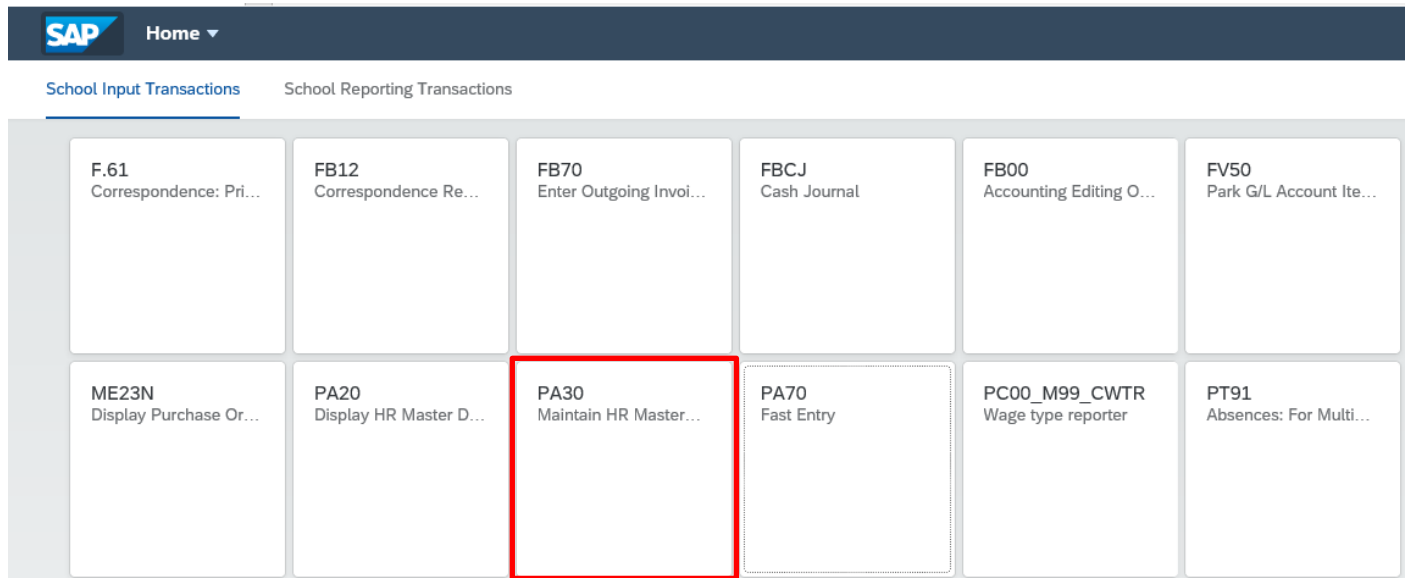 SAP Home
School Input Transactions School Reporting Transactions
F.61 FB12 FB70 FBCJ FB00 FV50
Correspondence: Pri... Correspondence Re... Enter Outgoing Invoi... Cash Journal Accounting Editing O... Park G/L Account Ite...
ME23N PA20 PA30 PA70 PC00_M99_CWTR PT91
Display Purchase Or... Display HR Master D... Maintain HR Master... Fast Entry Wage type reporter Absences: For Multi...